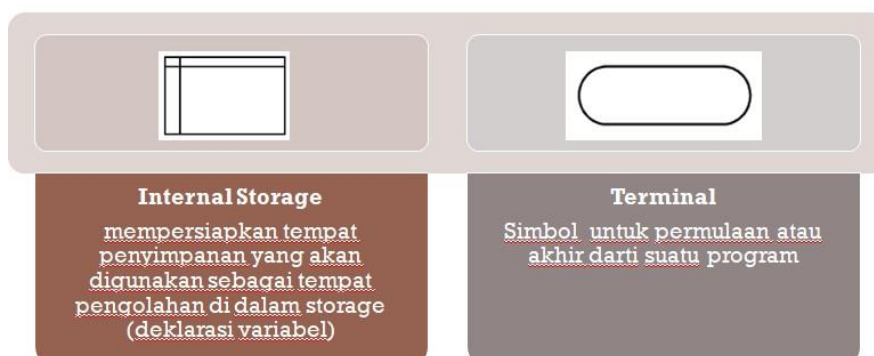 Internal Storage
mempersiapkan tempat
penyimpanan yang akan
digunakan sebagai tempat
pengolahan di dalam storage
(deklarasi variabel)
Terminal
Simbol untuk permulaan atau
akhir darti suatu program